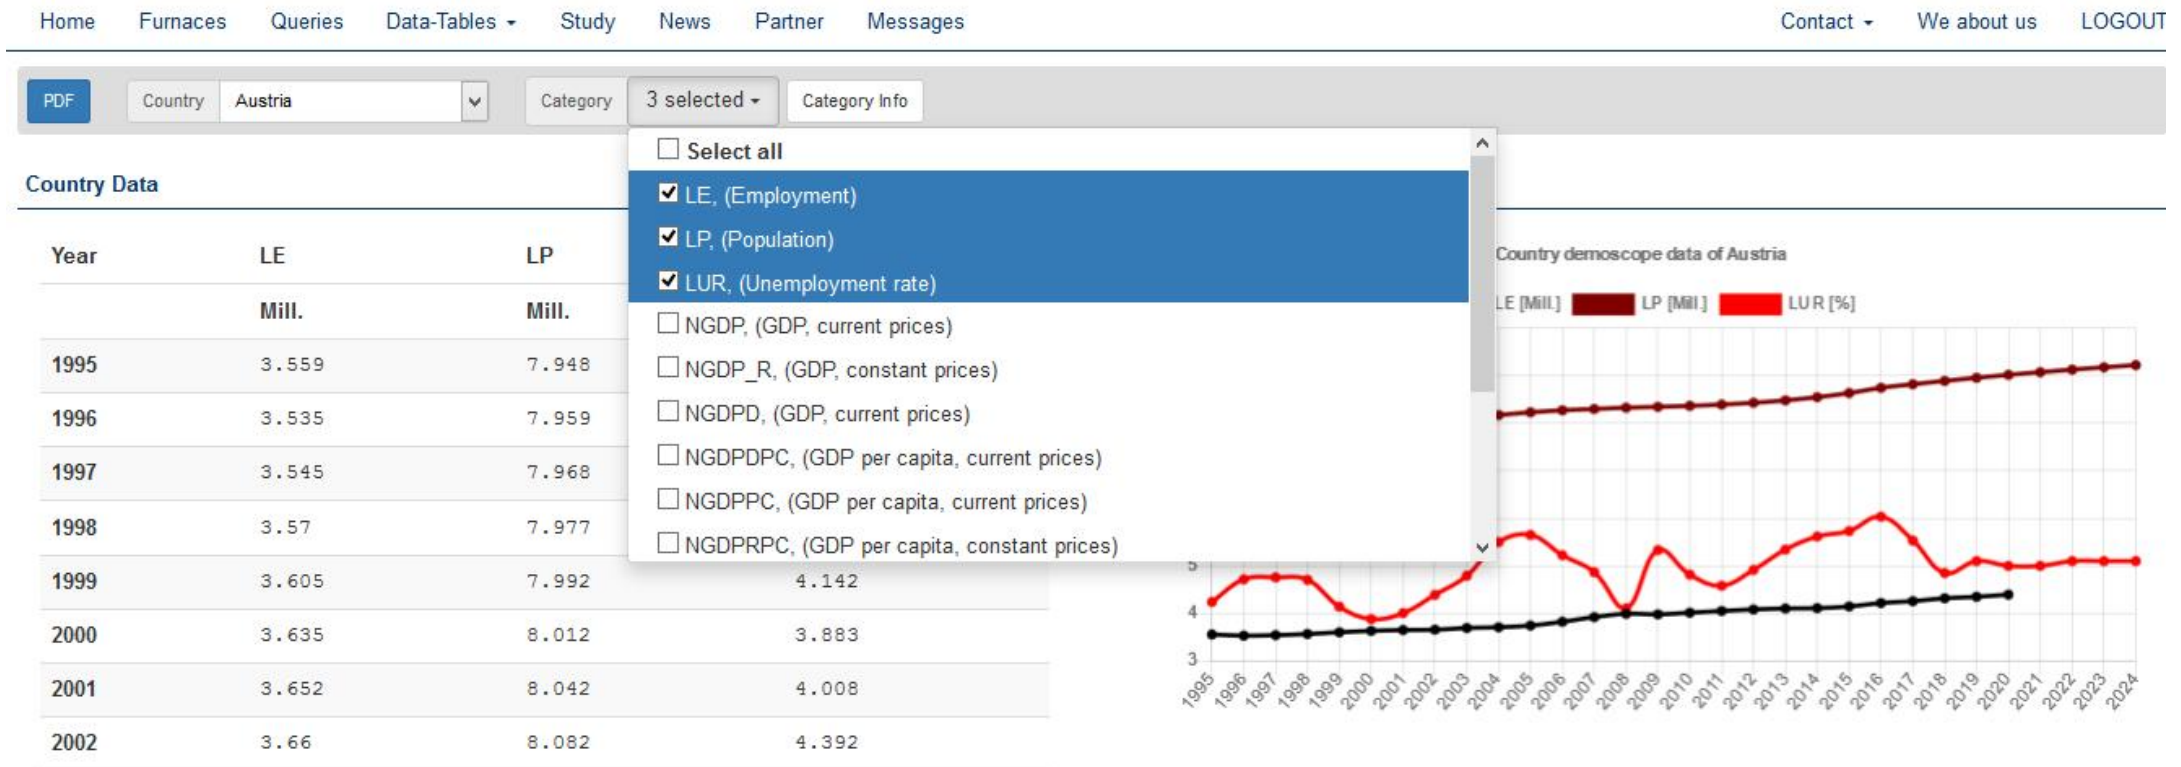 Home Furnaces Queries Data-Tables Study News Partner Messages Contact We about us LOGOUT
PDF Country Austria Category 3 selected Category Info
Select all
Country Data
LE, (Employment)
LP, (Population)
LUR, (Unemployment rate)
NGDP, (GDP, current prices)
NGDP_R, (GDP, constant prices)
NGDPD, (GDP, current prices)
NGDPDPC, (GDP per capita, current prices)
NGDPPC, (GDP per capita, current prices)
NGDPRPC, (GDP per capita, constant prices)
Year LE LP
Mill. Mill.
1995 3.559 7.948
1996 3.535 7.959
1997 3.545 7.968
1998 3.57 7.977
1999 3.605 7.992 4.142
2000 3.635 8.012 3.883
2001 3.652 8.042 4.008
2002 3.66 8.082 4.392
Country demoscope data of Austria
LE [Mill.] LP [Mill.] LUR [%]
5
4
3
1995 1996 1997 1998 1999 2000 2001 2002 2003 2004 2005 2006 2007 2008 2009 2010 2011 2012 2013 2014 2015 2016 2017 2018 2019 2020 2021 2022 2023 2024